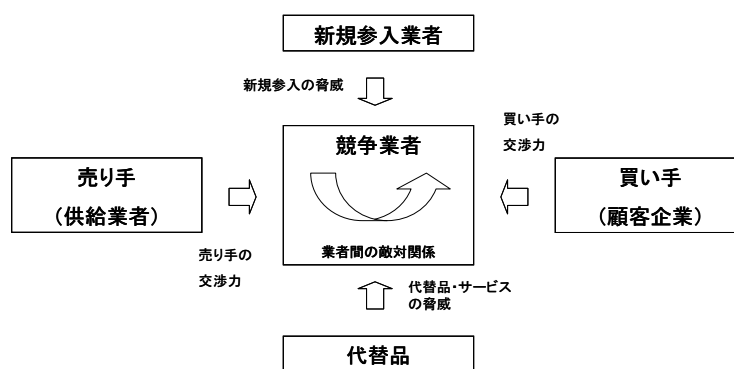 新規参入業者
新規参入の脅威
買い手の
交渉力
競争業者
売り手
(供給業者)
買い手
(顧客企業)
業者間の敵対関係
売り手の
交渉力
代替品・サービス
の脅威
代替品